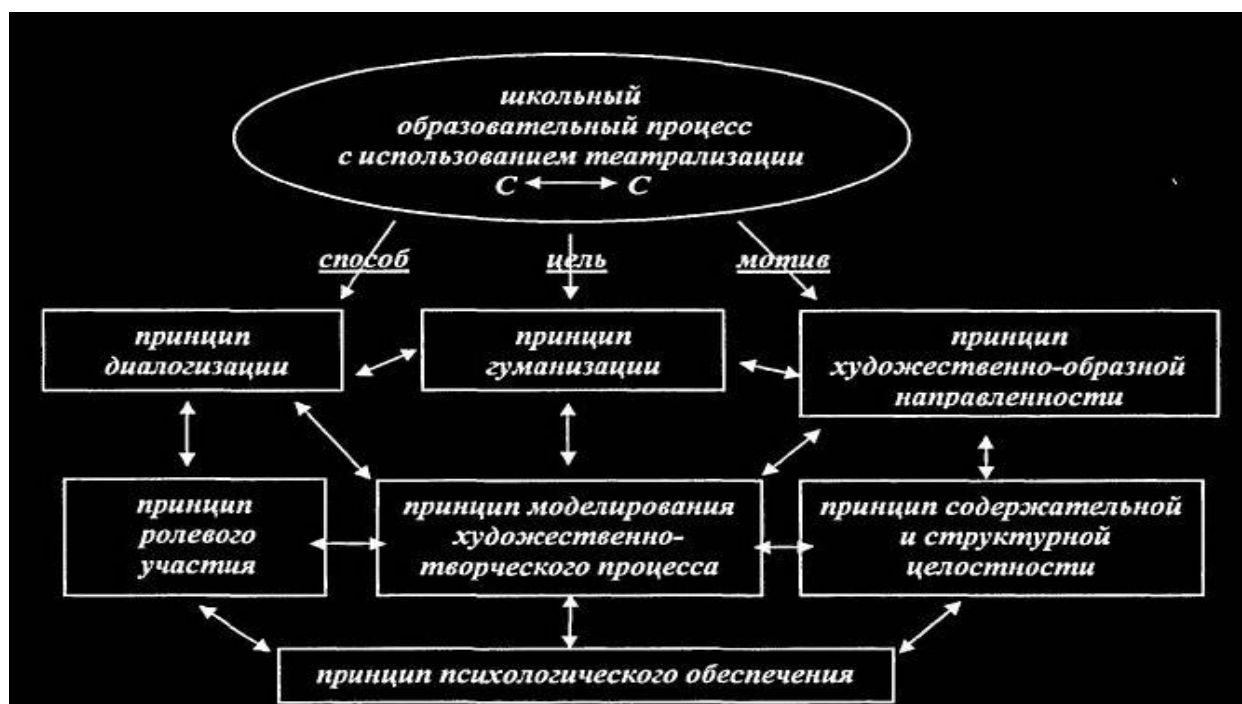 школьный
образовательный процесс
с использованием театрализации
С С
способ
цель
мотив
принцип
диалогизации
принцип
гуманизации
принцип
художественно-образной
направленности
принцип
ролевого
участия
принцип моделирования
художественно-
творческого процесса
принцип содержательной
и структурной
целостности
принцип психологического обеспечения